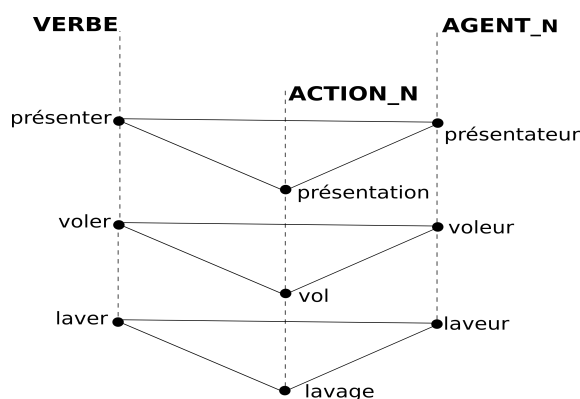 VERBE
AGENT_N
ACTION_N
présenter
présentateur
présentation
voler
voleur
vol
laver
laveur
lavage